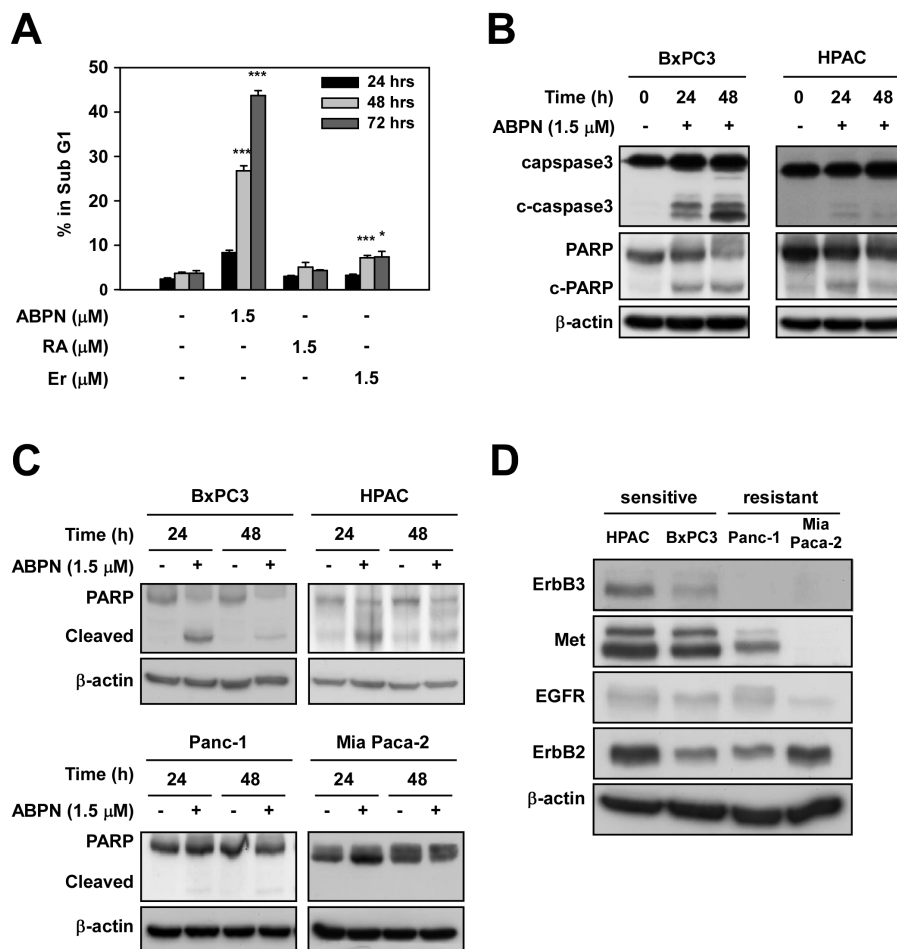 A
50
40
30
20
10
0
% in Sub G1
24 hrs
48 hrs
72 hrs
***
***
***
*
ABPN (μM) - 1.5 - -
RA (μM) - - 1.5 -
Er (μM) - - - 1.5
B
BxPC3 HPAC
Time (h) 0 24 48 0 24 48
ABPN (1.5 μM) - + + - + +
capspase3
c-caspase3
PARP
c-PARP
β-actin
C
BxPC3 HPAC
Time (h) 24 48 24 48
ABPN (1.5 μM) - + - + - + - +
PARP
Cleaved
β-actin
Panc-1 Mia Paca-2
Time (h) 24 48 24 48
ABPN (1.5 μM) - + - + - + - +
PARP
Cleaved
β-actin
D
sensitive resistant
HPAC BxPC3 Panc-1 Mia Paca-2
ErbB3
Met
EGFR
ErbB2
β-actin